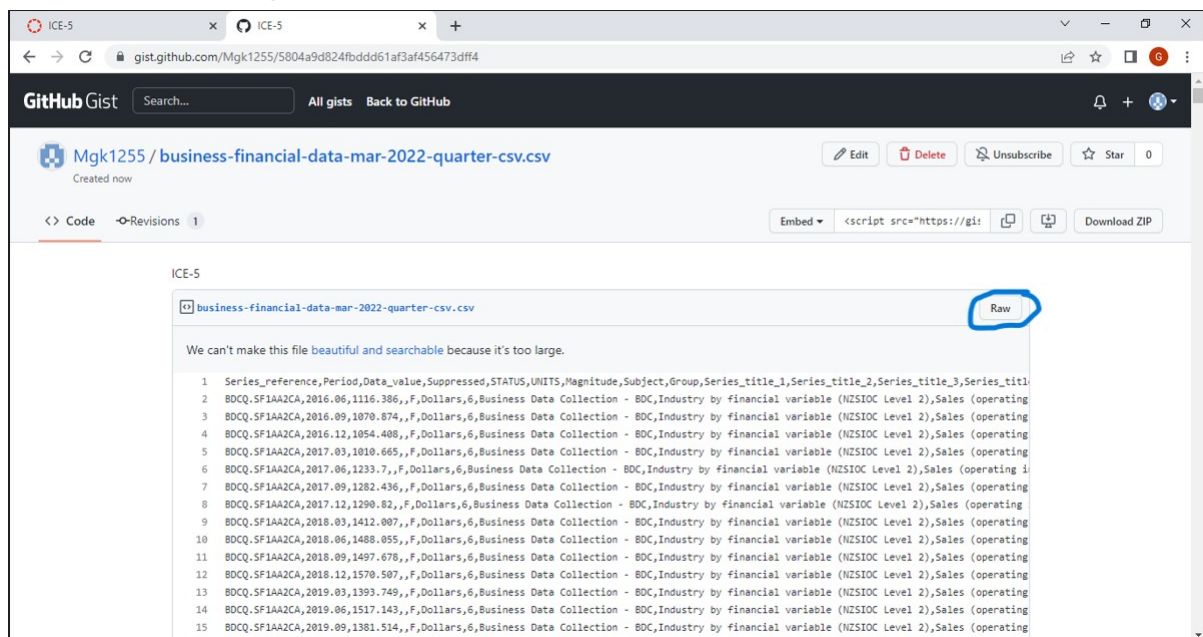 ICE-5
ICE-5
gist.github.com/Mgk1255/5804a9d824fbddd61af3af456473dff4
G
GitHub Gist
Search...
All gists
Back to GitHub
Mgk1255 / business-financial-data-mar-2022-quarter-csv.csv
Created now
Edit
Delete
Unsubscribe
Star
0
<> Code
Revisions 1
Embed
<script src="https://gis
Download ZIP
ICE-5
business-financial-data-mar-2022-quarter-csv.csv
Raw
We can't make this file beautiful and searchable because it's too large.
1 Series_reference,Period,Data_value,Suppressed,STATUS,UNITS,Magnitude,Subject,Group,Series_title_1,Series_title_2,Series_title_3,Series_titl
2 BDCQ.SF1AA2CA,2016.06,1116.386,,F,Dollars,6,Business Data Collection - BDC,Industry by financial variable (NZSIOC Level 2),Sales (operating
3 BDCQ.SF1AA2CA,2016.09,1070.874,,F,Dollars,6,Business Data Collection - BDC,Industry by financial variable (NZSIOC Level 2),Sales (operating
4 BDCQ.SF1AA2CA,2016.12,1054.408,,F,Dollars,6,Business Data Collection - BDC,Industry by financial variable (NZSIOC Level 2),Sales (operating
5 BDCQ.SF1AA2CA,2017.03,1010.665,,F,Dollars,6,Business Data Collection - BDC,Industry by financial variable (NZSIOC Level 2),Sales (operating
6 BDCQ.SF1AA2CA,2017.06,1233.7,,F,Dollars,6,Business Data Collection - BDC,Industry by financial variable (NZSIOC Level 2),Sales (operating i
7 BDCQ.SF1AA2CA,2017.09,1282.436,,F,Dollars,6,Business Data Collection - BDC,Industry by financial variable (NZSIOC Level 2),Sales (operating
8 BDCQ.SF1AA2CA,2017.12,1290.82,,F,Dollars,6,Business Data Collection - BDC,Industry by financial variable (NZSIOC Level 2),Sales (operating
9 BDCQ.SF1AA2CA,2018.03,1412.007,,F,Dollars,6,Business Data Collection - BDC,Industry by financial variable (NZSIOC Level 2),Sales (operating
10 BDCQ.SF1AA2CA,2018.06,1488.055,,F,Dollars,6,Business Data Collection - BDC,Industry by financial variable (NZSIOC Level 2),Sales (operating
11 BDCQ.SF1AA2CA,2018.09,1497.678,,F,Dollars,6,Business Data Collection - BDC,Industry by financial variable (NZSIOC Level 2),Sales (operating
12 BDCQ.SF1AA2CA,2018.12,1570.507,,F,Dollars,6,Business Data Collection - BDC,Industry by financial variable (NZSIOC Level 2),Sales (operating
13 BDCQ.SF1AA2CA,2019.03,1393.749,,F,Dollars,6,Business Data Collection - BDC,Industry by financial variable (NZSIOC Level 2),Sales (operating
14 BDCQ.SF1AA2CA,2019.06,1517.143,,F,Dollars,6,Business Data Collection - BDC,Industry by financial variable (NZSIOC Level 2),Sales (operating
15 BDCQ.SF1AA2CA,2019.09,1381.514,,F,Dollars,6,Business Data Collection - BDC,Industry by financial variable (NZSIOC Level 2),Sales (operating